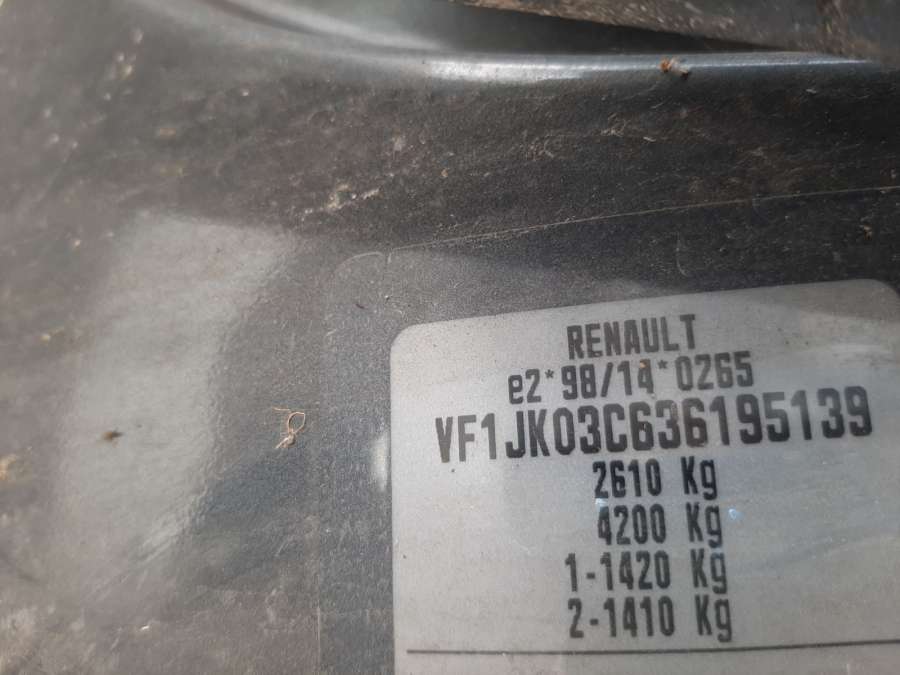 RENAULT
e2*98/14*0265
VF1JK03C636195139
2610 Kg
4200 Kg
1-1420 Kg
2-1410 Kg